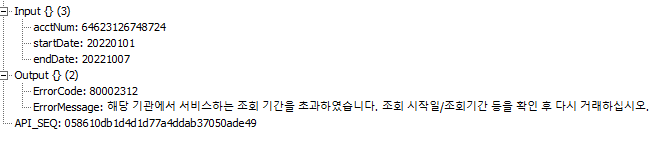 Input {} (3)
acctNum: 64623126748724
startDate: 20220101
endDate: 20221007
Output {} (2)
ErrorCode: 80002312
ErrorMessage: 해당 기관에서 서비스하는 조회 기간을 초과하였습니다. 조회 시작일/조회기간 등을 확인 후 다시 거래하십시오.
API_SEQ: 058610db1d4d1d77a4ddab37050ade49